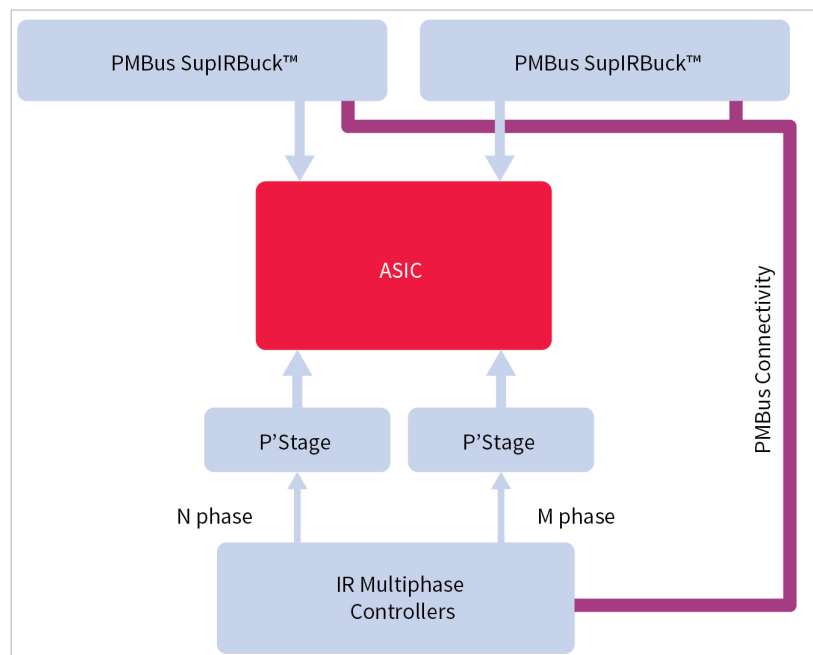 PMBus SupIRBuck™
PMBus SupIRBuck™
ASIC
PMBus Connectivity
P’Stage
P’Stage
N phase
M phase
IR Multiphase
Controllers